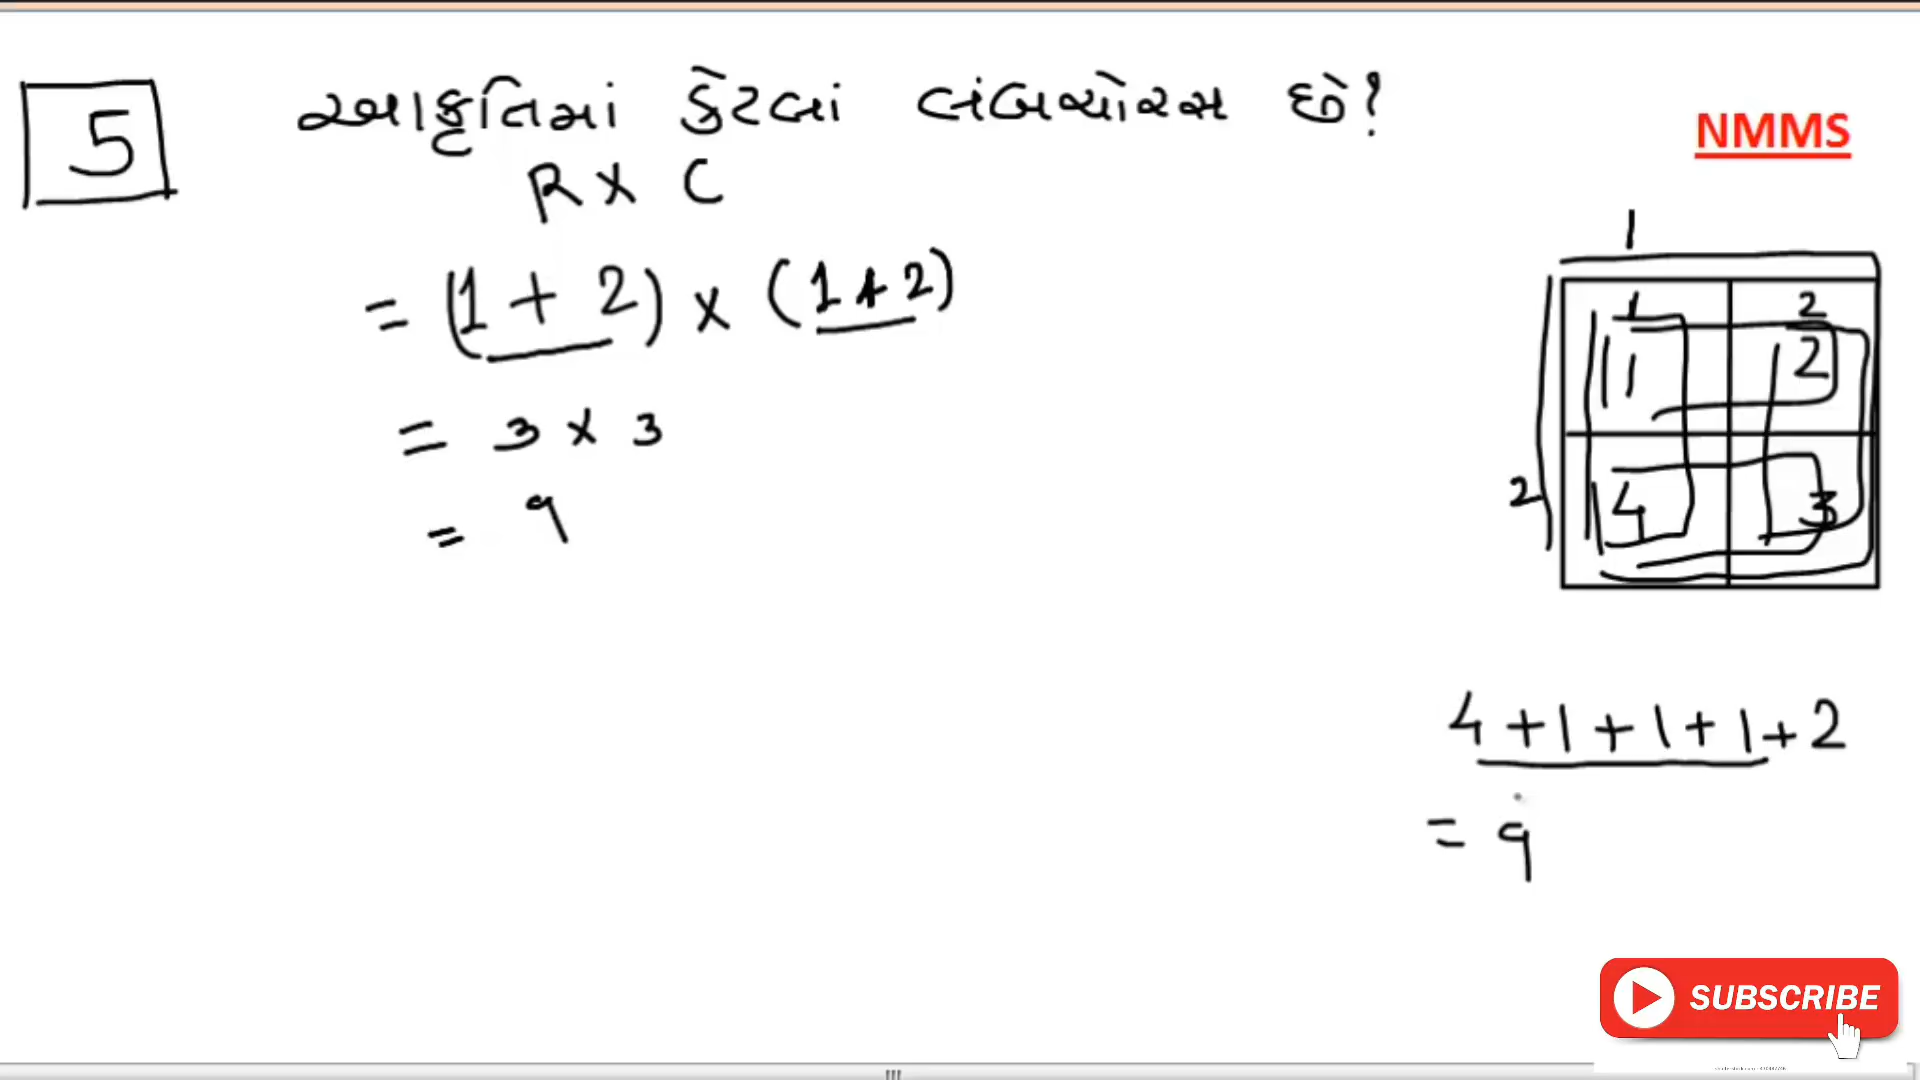 5
આકૃતિમાં કેટલા લંબચોરસ છે?
NMMS
R X C
= (1 + 2) x (1 + 2)
= 3 x 3
= 9
1
1 2
1 2
2
4 3
4 + 1 + 1 + 1 + 2
= 9
SUBSCRIBE